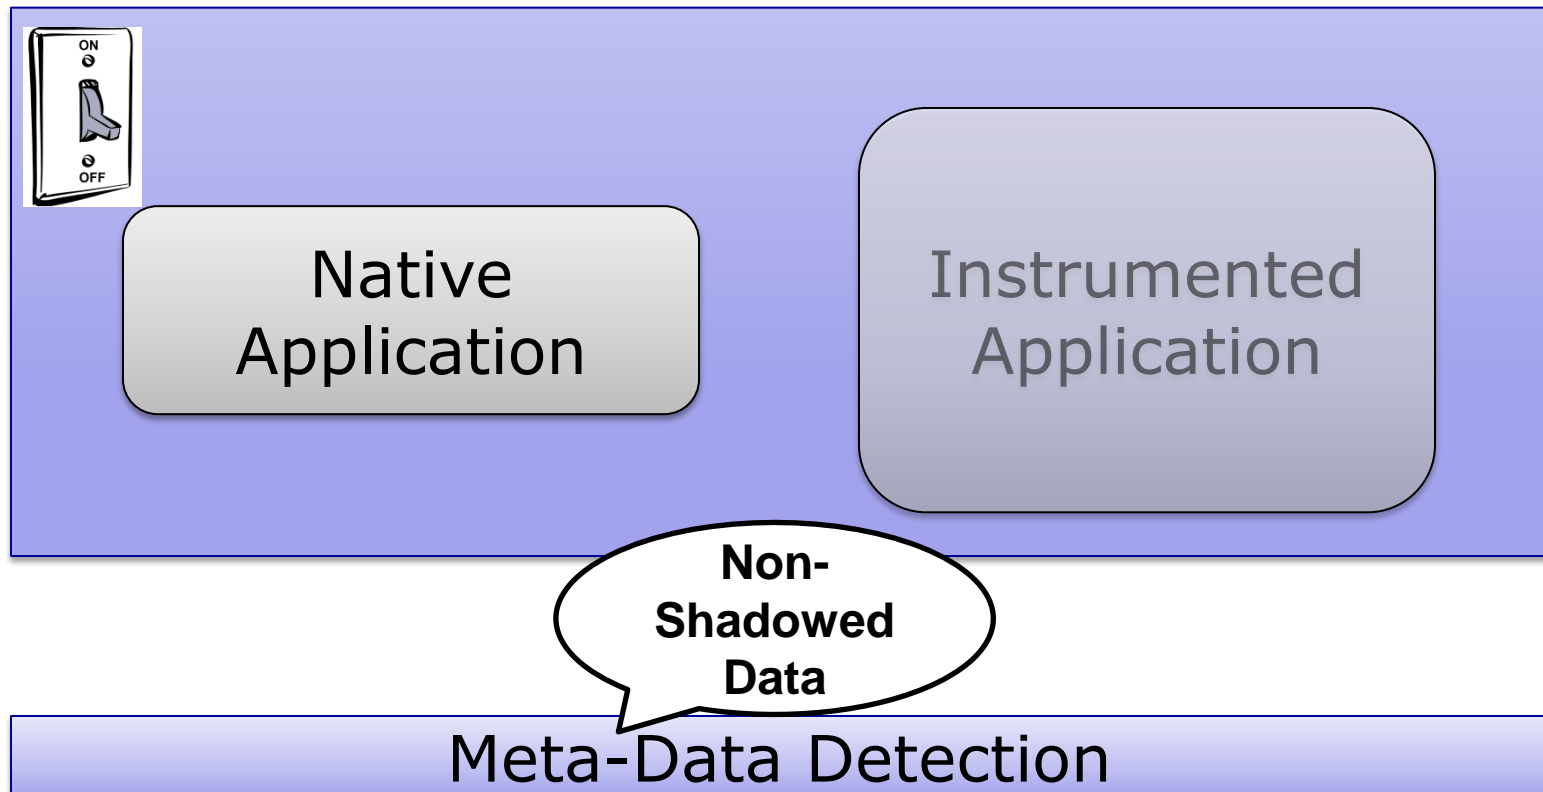 ON
OFF
Native
Application
Instrumented
Application
Non-
Shadowed
Data
Meta-Data Detection